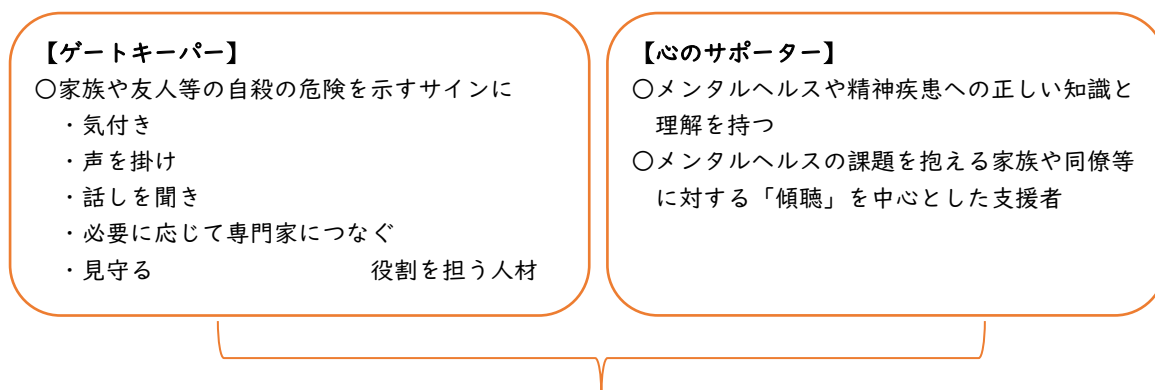 【ゲートキーパー】
〇家族や友人等の自殺の危険を示すサインに
・気付き
・声を掛け
・話しを聞き
・必要に応じて専門家につなぐ
・見守る　　　　　　　役割を担う人材
【心のサポーター】
〇メンタルヘルスや精神疾患への正しい知識と
理解を持つ
〇メンタルヘルスの課題を抱える家族や同僚等
に対する「傾聴」を中心とした支援者